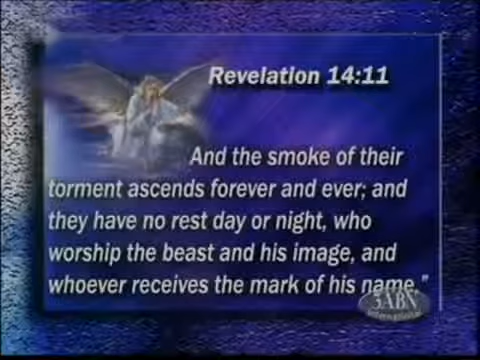 Revelation 14:11
And the smoke of their
torment ascends forever and ever; and
they have no rest day or night, who
worship the beast and his image, and
whoever receives the mark of his name."
3ABN
International